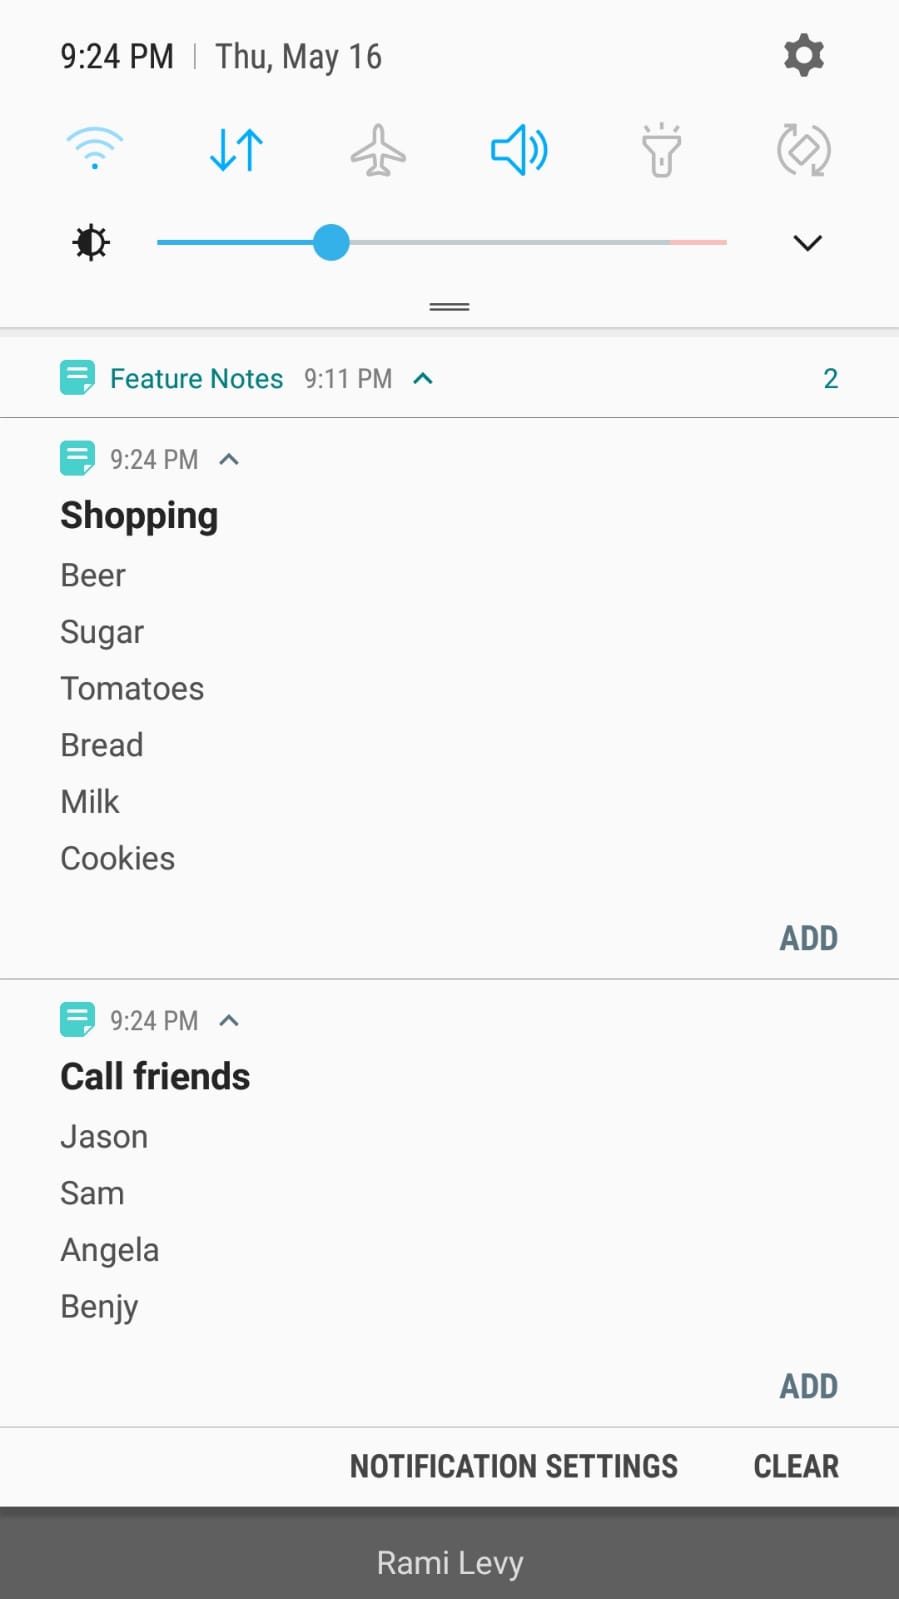 9:24 PM | Thu, May 16
Feature Notes 9:11 PM 2
9:24 PM
Shopping
Beer
Sugar
Tomatoes
Bread
Milk
Cookies
ADD
9:24 PM
Call friends
Jason
Sam
Angela
Benjy
ADD
NOTIFICATION SETTINGS CLEAR
Rami Levy